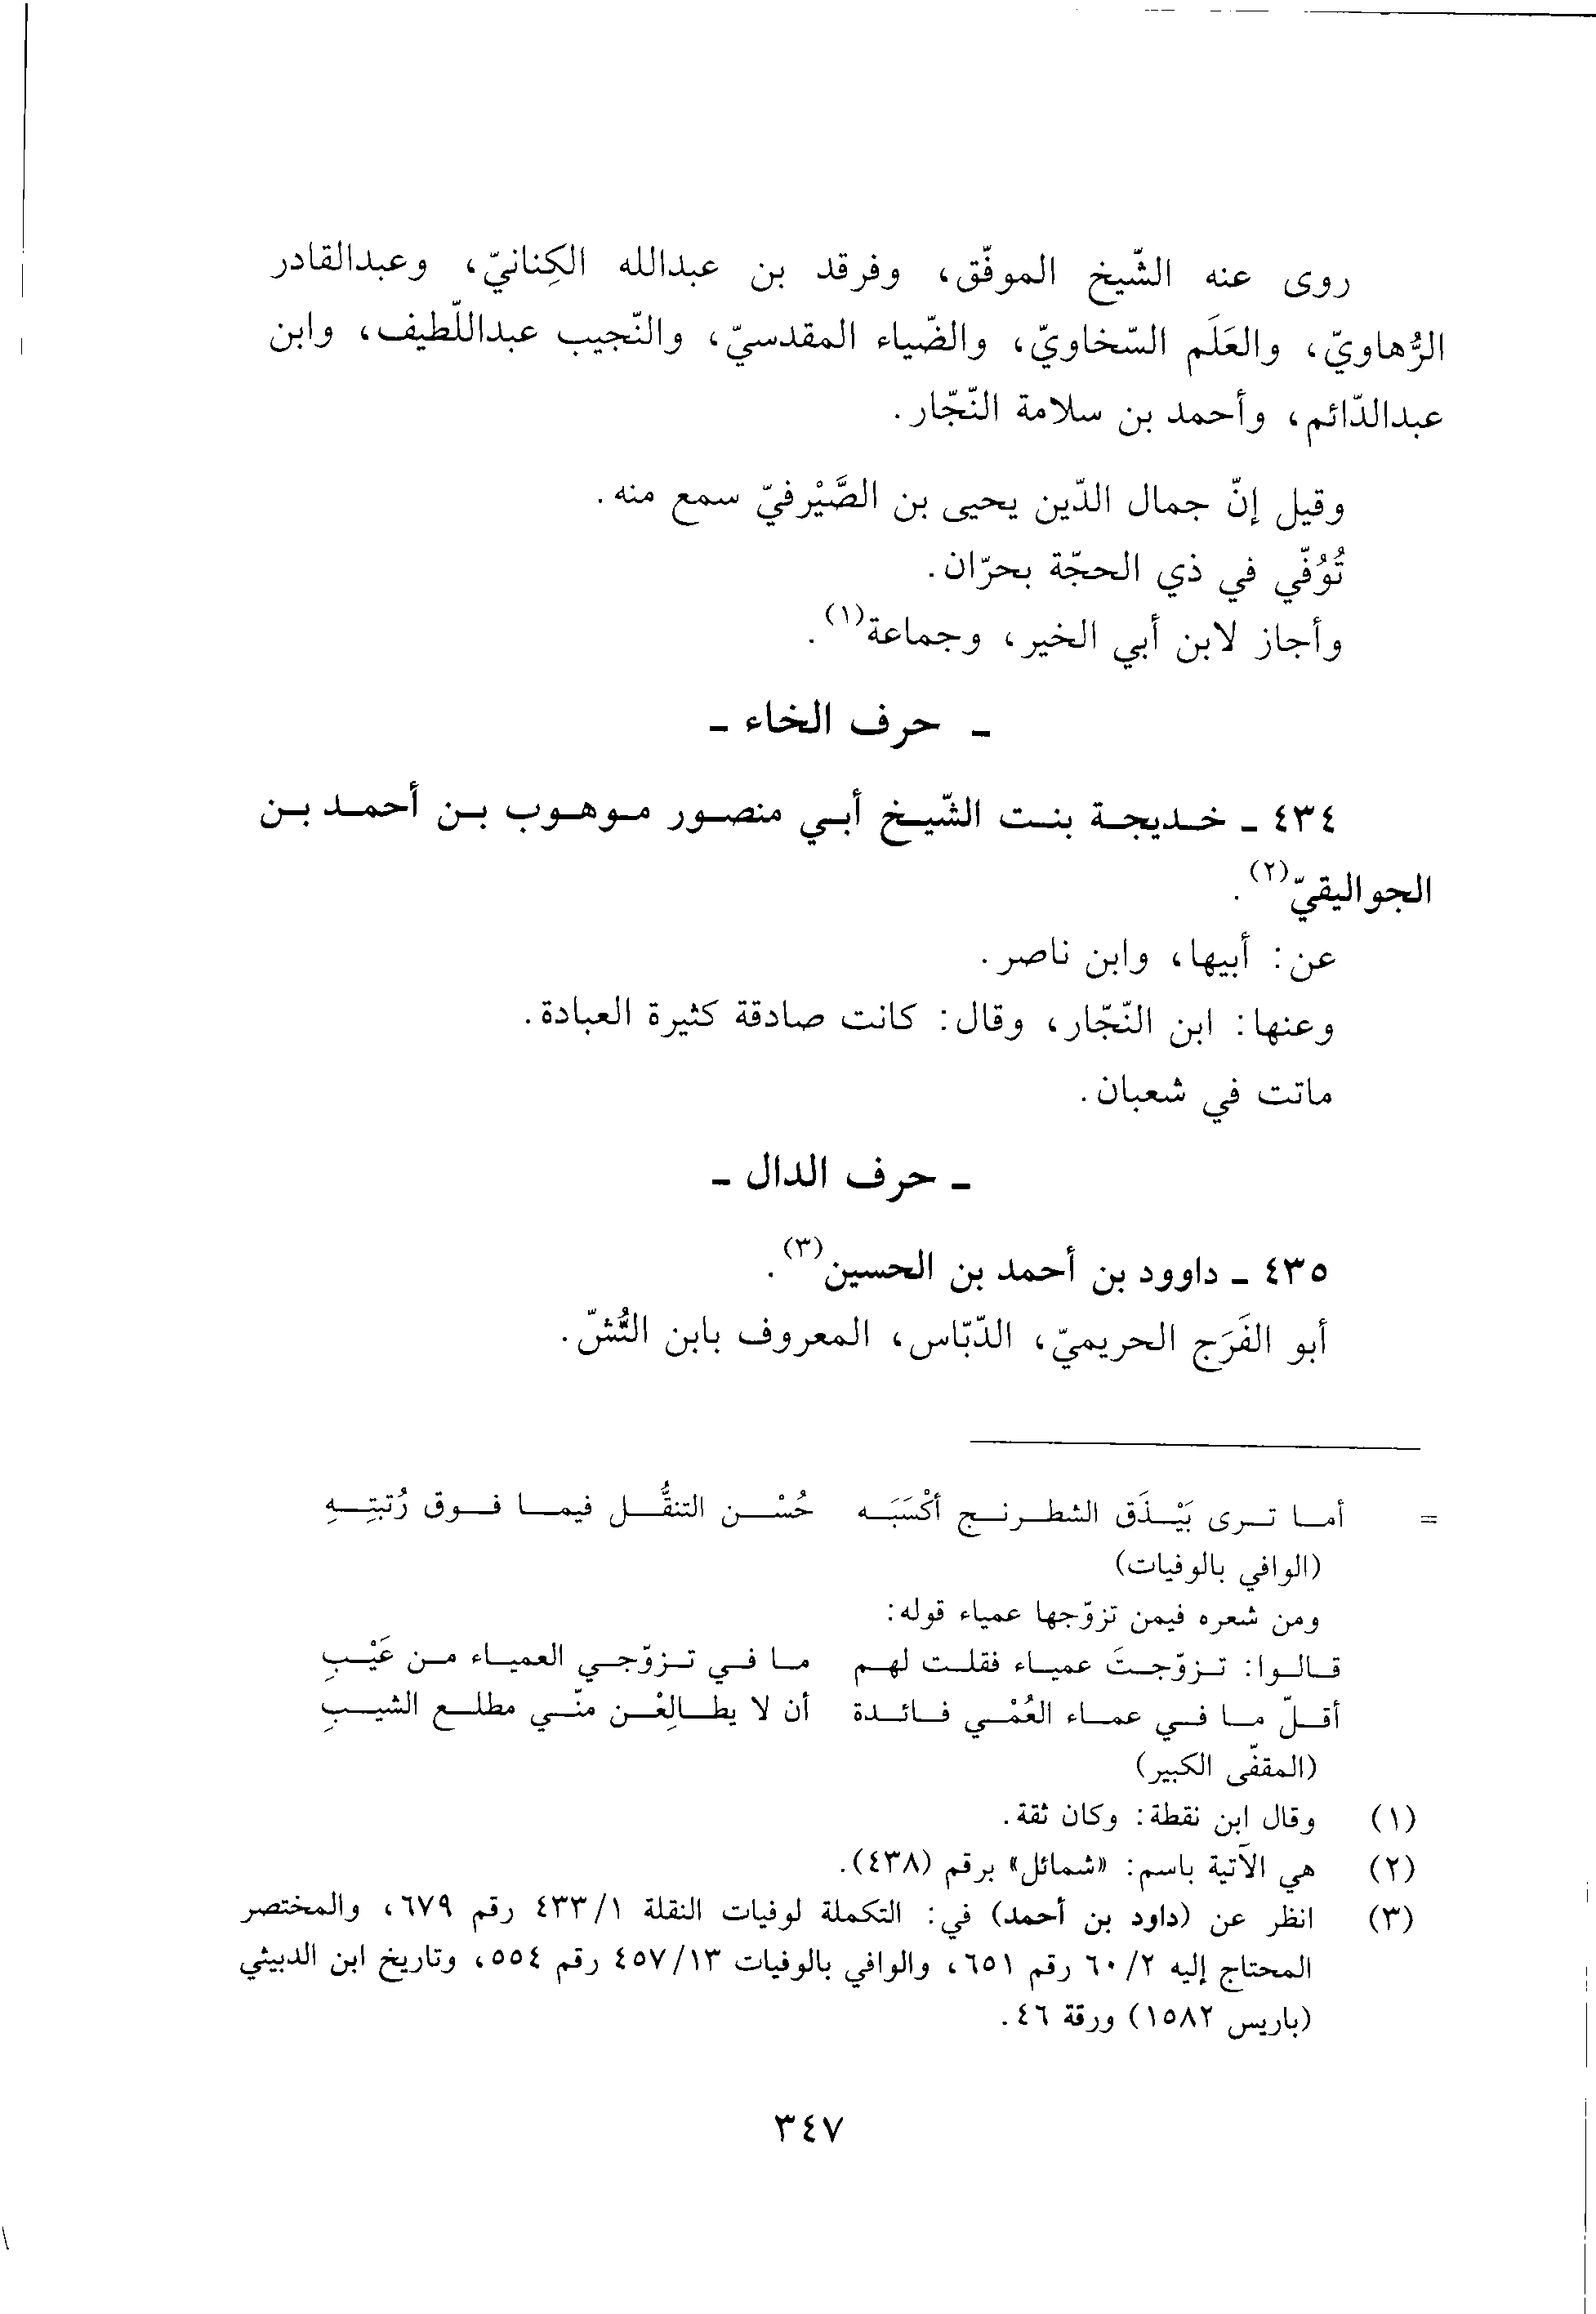 روى عنه الشّيخ الموفّق، وفرقد بن عبدالله الكِنانيّ، وعبدالقادر
الرُّهاويّ، والعَلَم السّخاويّ، والضّياء المقدسيّ، والنّجيب عبداللّطيف، وابن
عبدالدّائم، وأحمد بن سلامة النّجّار.
وقيل إنّ جمال الدّين يحيى بن الصَّيْرفيّ سمع منه.
تُوُفّي في ذي الحجّة بحرّان.
وأجاز لابن أبي الخير، وجماعة(١).
ـ حرف الخاء ـ
٤٣٤ ـ خديجة بنت الشّيخ أبي منصور موهوب بن أحمد بن
الجواليقيّ(٢).
عن: أبيها، وابن ناصر.
وعنها: ابن النّجّار، وقال: كانت صادقة كثيرة العبادة.
ماتت في شعبان.
ـ حرف الدال ـ
٤٣٥ ـ داوود بن أحمد بن الحسين(٣).
أبو الفَرَج الحريميّ، الدّبّاس، المعروف بابن التُّشّ.
= أما ترى بَيْذَق الشطرنج أكْسَبَه حُسْن التنقُّل فيما فوق رُتبتِهِ
(الوافي بالوفيات)
ومن شعره فيمن تزوّجها عمياء قوله:
قالوا: تزوّجتَ عمياء فقلت لهم ما في تزوّجي العمياء من عَيْبِ
أقلّ ما في عماء العُمْي فائدة أن لا يطالِعْن منّي مطلع الشيبِ
(المقفّى الكبير)
(١) وقال ابن نقطة: وكان ثقة.
(٢) هي الآتية باسم: «شمائل» برقم (٤٣٨).
(٣) انظر عن (داود بن أحمد) في: التكملة لوفيات النقلة ٤٣٣/١ رقم ٦٧٩، والمختصر
المحتاج إليه ٦٠/٢ رقم ٦٥١، والوافي بالوفيات ٤٥٧/١٣ رقم ٥٥٤، وتاريخ ابن الدبيثي
(باريس ١٥٨٢) ورقة ٤٦.
٣٤٧